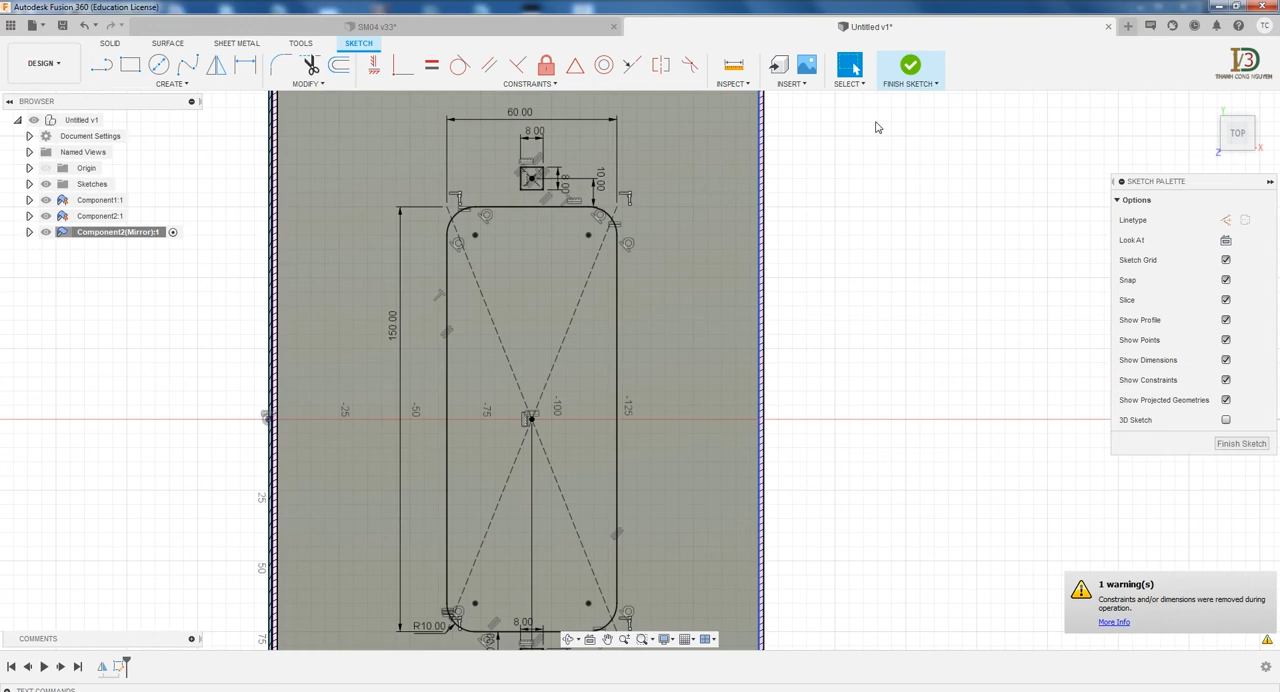 Autodesk Fusion 360 (Education License)
SM04 v33*
Untitled v1*
TC
DESIGN
SOLID SURFACE SHEET METAL TOOLS SKETCH
CREATE MODIFY CONSTRAINTS INSPECT INSERT SELECT FINISH SKETCH
THANH CONG NGUYEN
BROWSER
Untitled v1
Document Settings
Named Views
Origin
Sketches
Component1:1
Component2:1
Component2(Mirror):1
60.00
8.00
8.00
10.00
150.00
-25
-50
-75
-100
-125
25
50
75
R10.00
8.00
TOP
Y
X
Z
SKETCH PALETTE
Options
Linetype
Look At
Sketch Grid
Snap
Slice
Show Profile
Show Points
Show Dimensions
Show Constraints
Show Projected Geometries
3D Sketch
Finish Sketch
1 warning(s)
Constraints and/or dimensions were removed during
operation.
More Info
COMMENTS
TEXT COMMANDS